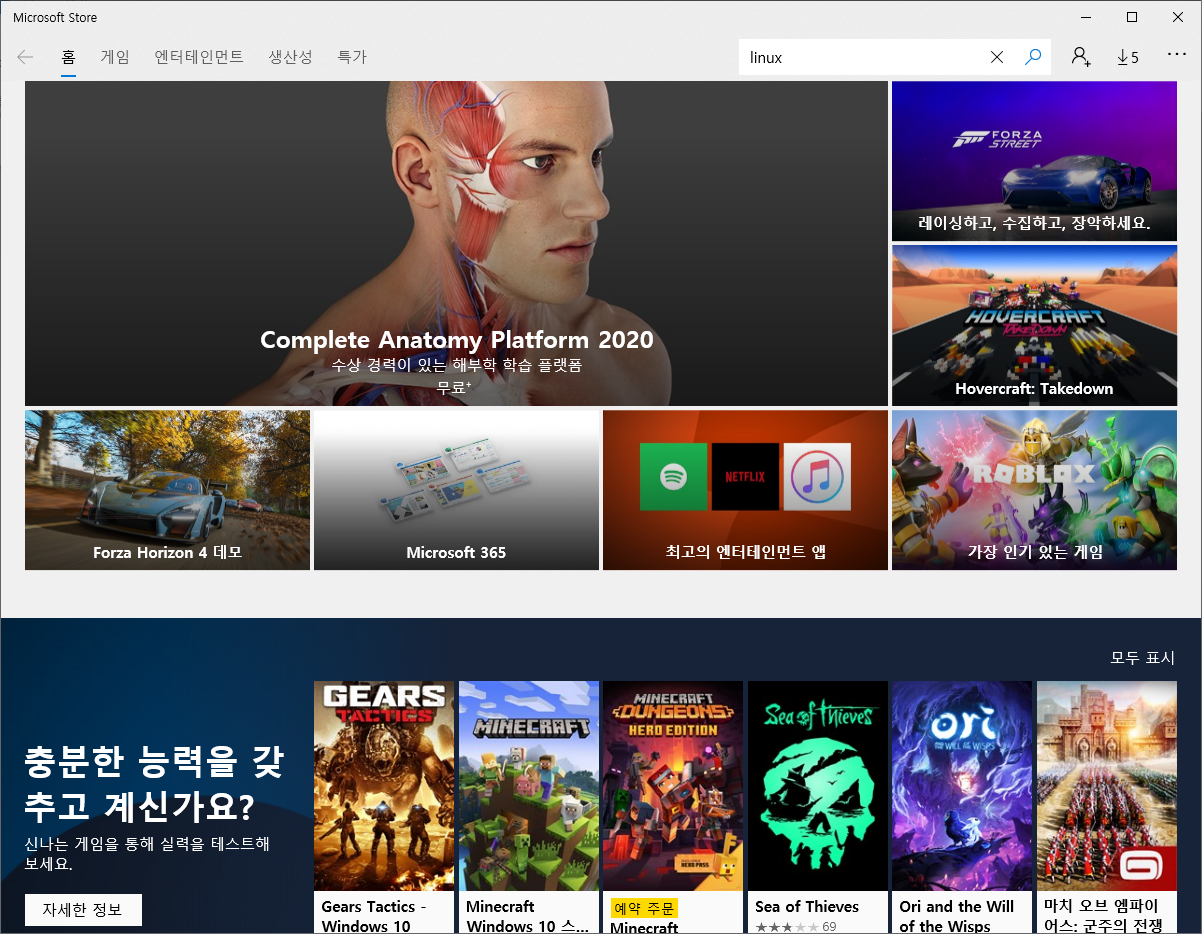 Microsoft Store
홈 게임 엔터테인먼트 생산성 특가
linux
5
Complete Anatomy Platform 2020
수상 경력이 있는 해부학 학습 플랫폼
무료+
FORZA
STREET
레이싱하고, 수집하고, 장악하세요.
HOVERCRAFT
TAKEDOWN
Hovercraft: Takedown
Forza Horizon 4 데모
Microsoft 365
NETFLIX
최고의 엔터테인먼트 앱
ROBLOX
가장 인기 있는 게임
모두 표시
충분한 능력을 갖
추고 계신가요?
신나는 게임을 통해 실력을 테스트해
보세요.
자세한 정보
GEARS
TACTICS
Gears Tactics -
Windows 10
MINECRAFT
Minecraft
Windows 10 스...
MINECRAFT
DUNGEONS
HERO EDITION
INCLUDES
HERO PASS
예약 주문
Minecraft
Sea of Thieves
Sea of Thieves
69
ori
AND THE WILL OF THE WISPS
Ori and the Will
of the Wisps
마치 오브 엠파이
어스: 군주의 전쟁